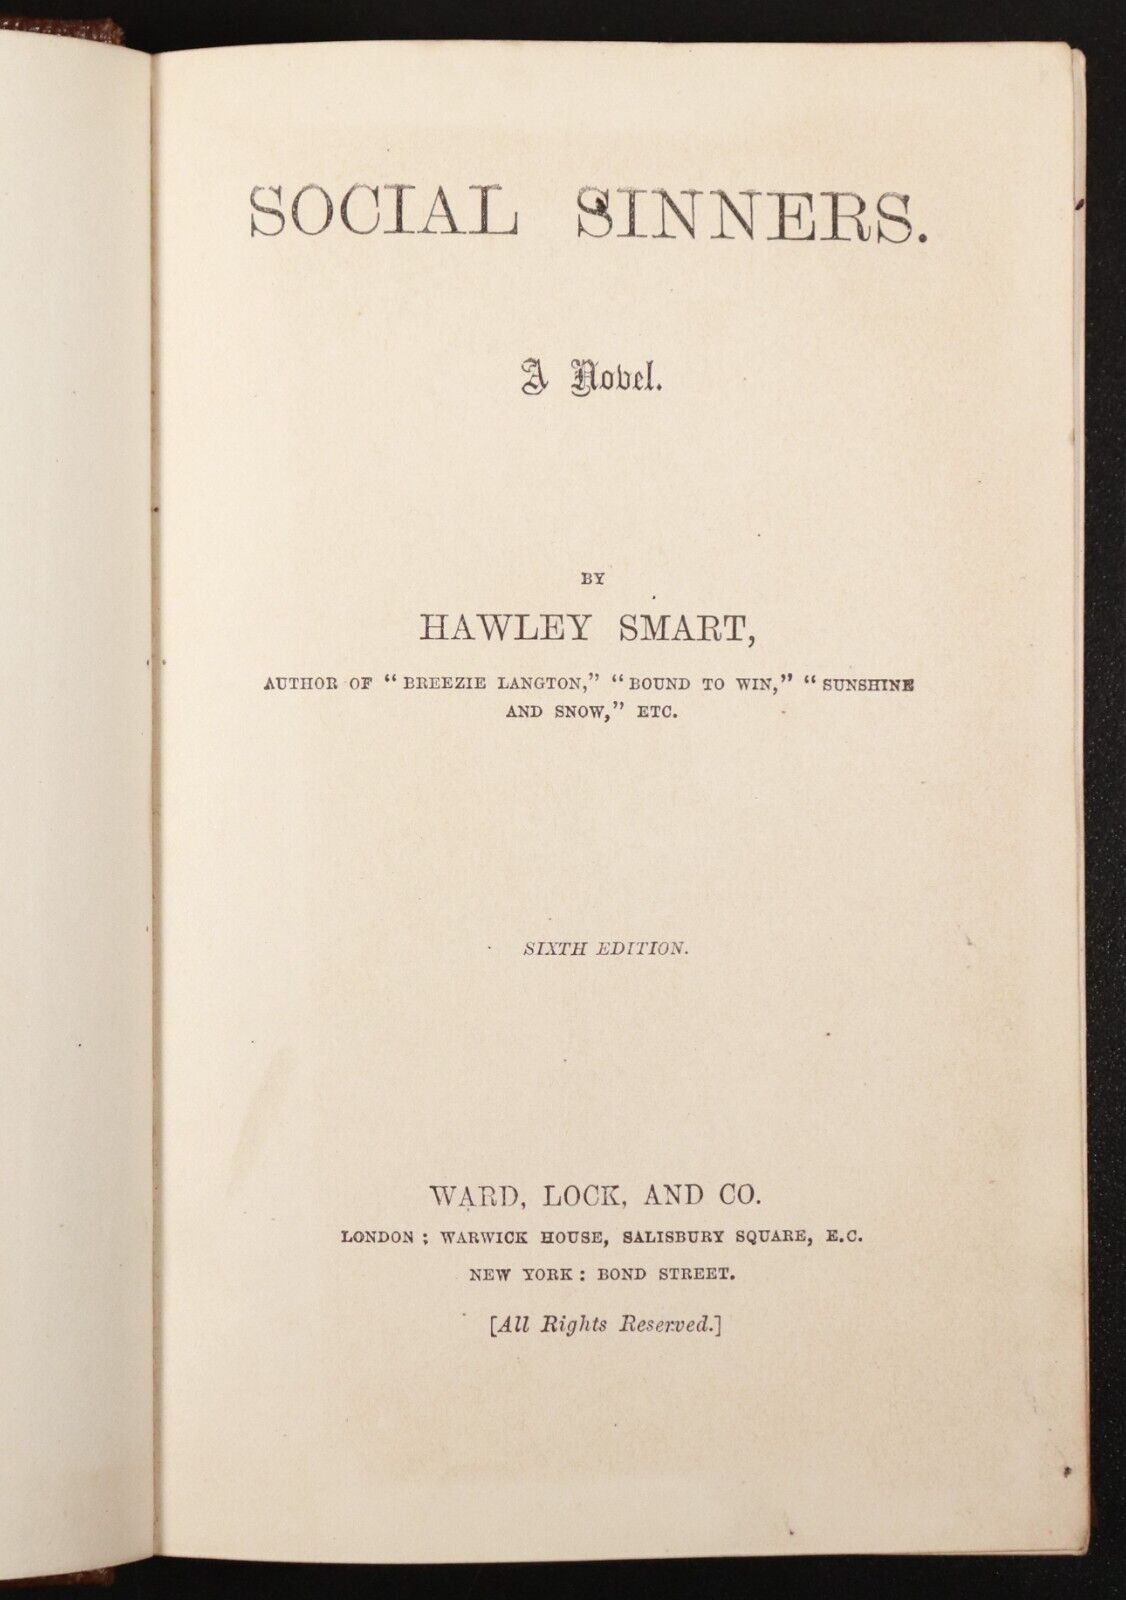 SOCIAL SINNERS.
A Novel.
BY
HAWLEY SMART,
AUTHOR OF “BREEZIE LANGTON,” “BOUND TO WIN,” “SUNSHINE
AND SNOW,” ETC.
SIXTH EDITION.
WARD, LOCK, AND CO.
LONDON: WARWICK HOUSE, SALISBURY SQUARE, E.C.
NEW YORK: BOND STREET.
[All Rights Reserved.]